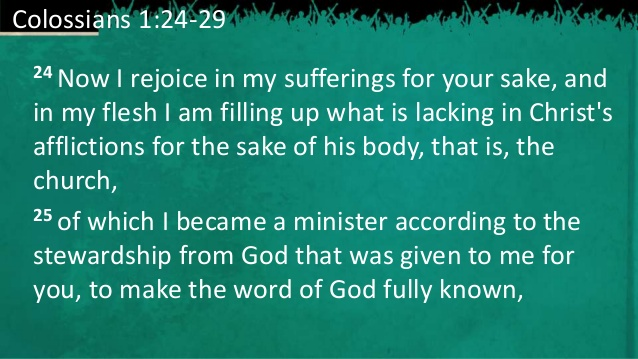 Colossians 1:24-29
24 Now I rejoice in my sufferings for your sake, and
in my flesh I am filling up what is lacking in Christ's
afflictions for the sake of his body, that is, the
church,
25 of which I became a minister according to the
stewardship from God that was given to me for
you, to make the word of God fully known,